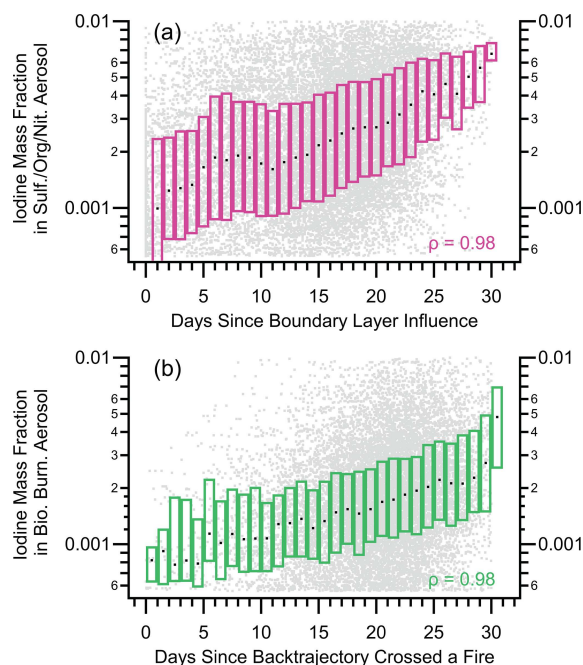 (a)
Iodine Mass Fraction
in Sulf./Org/Nit. Aerosol
0.01
6
5
4
3
2
0.001
6
0.01
6
5
4
3
2
0.001
6
ρ = 0.98
0 5 10 15 20 25 30
Days Since Boundary Layer Influence
(b)
Iodine Mass Fraction
in Bio. Burn. Aerosol
0.01
6
5
4
3
2
0.001
6
0.01
6
5
4
3
2
0.001
6
ρ = 0.98
0 5 10 15 20 25 30
Days Since Backtrajectory Crossed a Fire